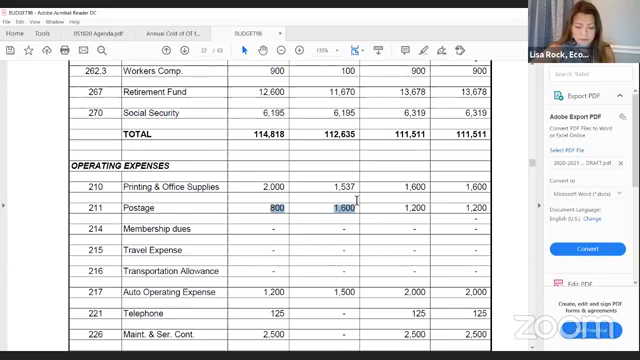 BUDGET98 - Adobe Acrobat Reader DC
File Edit View Window Help
051820 Agenda.pdf Annual Cost of OT f... BUDGET98 ×
22 / 63 135%
Lisa Rock, Eco...
262.3 Workers Comp. 900 100 900 900
267 Retirement Fund 12,600 11,670 13,678 13,678
270 Social Security 6,195 6,195 6,319 6,319
TOTAL 114,818 112,635 111,511 111,511
OPERATING EXPENSES
210 Printing & Office Supplies 2,000 1,537 1,600 1,600
211 Postage 800 1,600 1,200 1,200
-
214 Membership dues - - - -
215 Travel Expense - - - -
216 Transportation Allowance - - - -
217 Auto Operating Expense 1,200 1,500 2,000 2,000
221 Telephone 125 - 125 125
226 Maint. & Ser. Cont. 2,500 - 2,500 2,500
Export PDF
Adobe Export PDF
Convert PDF Files to Word
or Excel Online
Select PDF File
2020-2021 ... DRAFT.pdf ×
Convert to
Microsoft Word (*.docx)
Document Language:
English (U.S.) Change
Convert
Edit PDF
Create, edit and sign PDF
forms & agreements
zoom